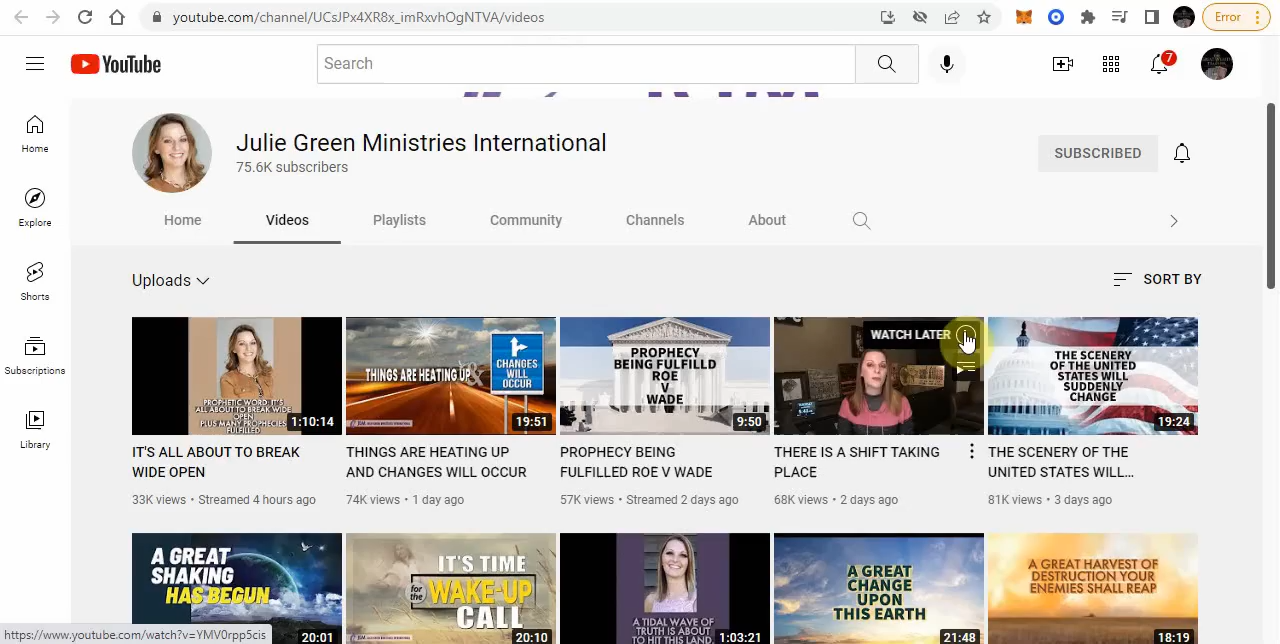 youtube.com/channel/UCsJPx4XR8x_imRxvhOgNTVA/videos
Error
YouTube
Search
7
Julie Green Ministries International
75.6K subscribers
SUBSCRIBED
Home
Explore
Shorts
Subscriptions
Library
Home Videos Playlists Community Channels About
Uploads
SORT BY
PROPHETIC WORD, IT'S
ALL ABOUT TO BREAK
WIDE OPEN
PLUS MANY PROPHECIES
FULFILLED
1:10:14
THINGS ARE HEATING UP
CHANGES
WILL
OCCUR
19:51
PROPHECY
BEING
FULFILLD
ROE
V
WADE
9:50
WATCH LATER
THE SCENERY
OF THE UNITED
STATES WILL
SUDDENLY
CHANGE
19:24
IT'S ALL ABOUT TO BREAK
WIDE OPEN
33K views • Streamed 4 hours ago
THINGS ARE HEATING UP
AND CHANGES WILL OCCUR
74K views • 1 day ago
PROPHECY BEING
FULFILLED ROE V WADE
57K views • Streamed 2 days ago
THERE IS A SHIFT TAKING
PLACE
68K views • 2 days ago
THE SCENERY OF THE
UNITED STATES WILL...
81K views • 3 days ago
A GREAT
SHAKING
HAS BEGUN
20:01
IT'S TIME
for the WAKE-UP
CALL
20:10
A TIDAL WAVE OF
TRUTH IS ABOUT
TO HIT THIS LAND
1:03:21
A GREAT
CHANGE
UPON
THIS EARTH
21:48
A GREAT HARVEST OF
DESTRUCTION YOUR
ENEMIES SHALL REAP
18:19
https://www.youtube.com/watch?v=YMV0rpp5cis